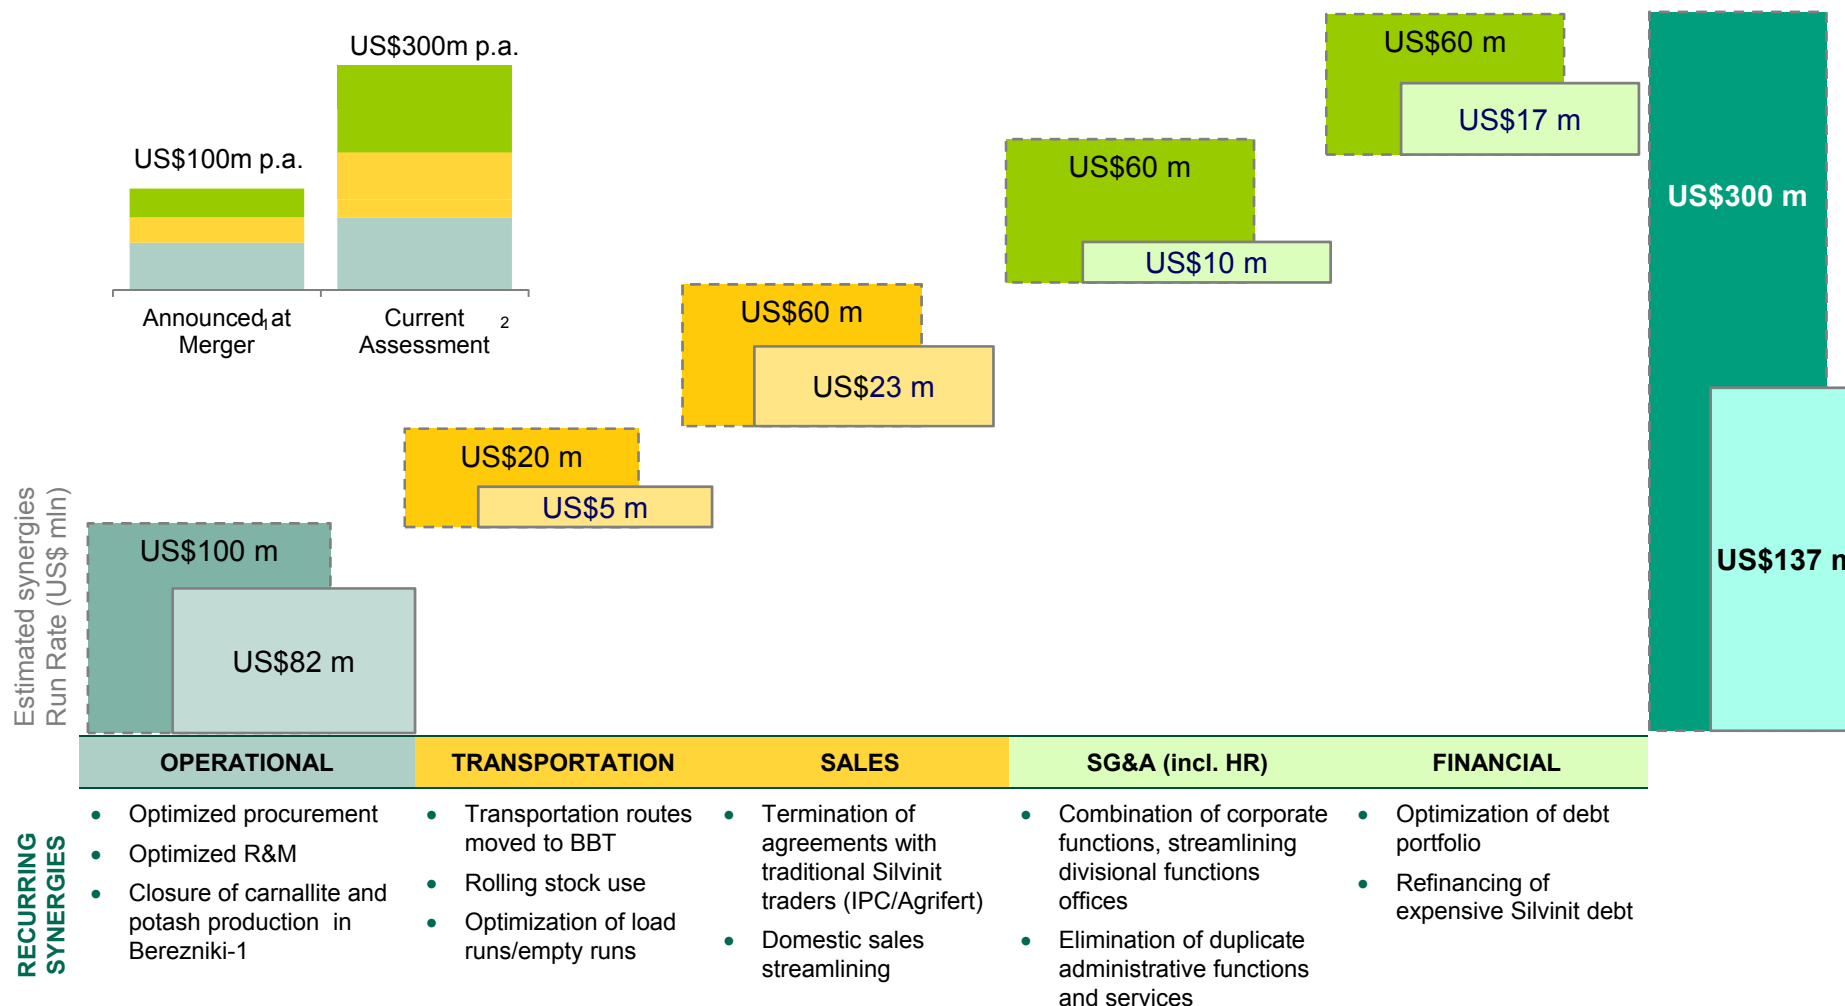 US$300m p.a.
US$100m p.a.
Announced1 at
Merger
Current 2
Assessment
US$60 m
US$17 m
US$60 m
US$10 m
US$60 m
US$23 m
US$20 m
US$5 m
US$100 m
US$82 m
US$300 m
US$137 m
Estimated synergies
Run Rate (US$ mln)
OPERATIONAL
TRANSPORTATION
SALES
SG&A (incl. HR)
FINANCIAL
RECURRING
SYNERGIES
• Optimized procurement
• Optimized R&M
• Closure of carnallite and
potash production in
Berezniki-1
• Transportation routes
moved to BBT
• Rolling stock use
• Optimization of load
runs/empty runs
• Termination of
agreements with
traditional Silvinit
traders (IPC/Agrifert)
• Domestic sales
streamlining
• Combination of corporate
functions, streamlining
divisional functions
offices
• Elimination of duplicate
administrative functions
and services
• Optimization of debt
portfolio
• Refinancing of
expensive Silvinit debt